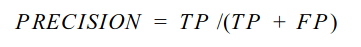 PRECISION = TP /(TP + FP)